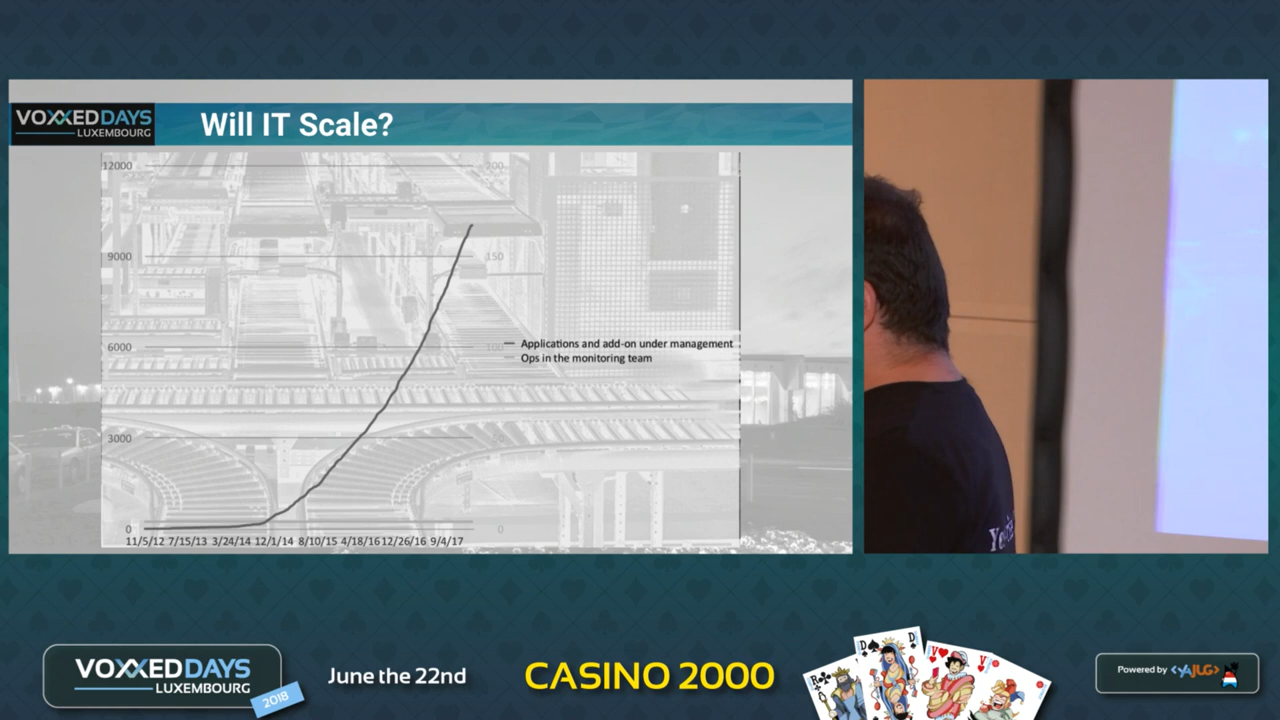 VOXXEDDAYS
LUXEMBOURG
Will IT Scale?
12000
200
9000
150
6000
100
Applications and add-on under management
Ops in the monitoring team
3000
0
0
11/5/12 7/15/13 3/24/14 12/1/14 8/10/15 4/18/16 12/26/16 9/4/17
VOXXEDDAYS
LUXEMBOURG
2018
June the 22nd
CASINO 2000
D
D
V
V
R
Q
Powered by <YAJUG>